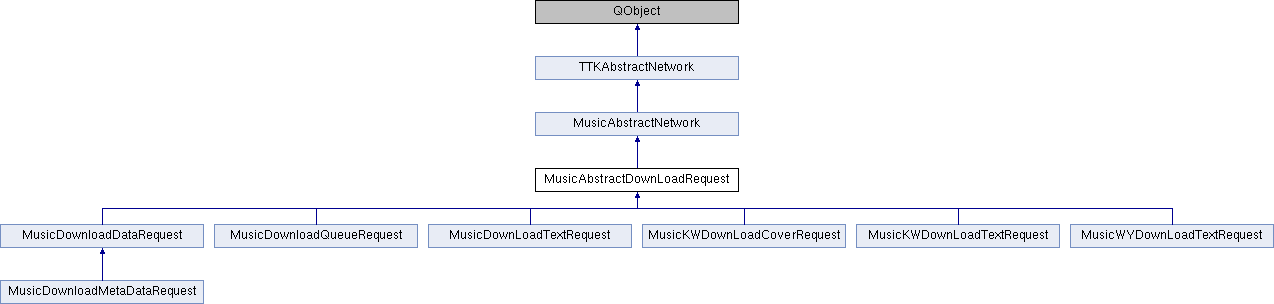 QObject
TTKAbstractNetwork
MusicAbstractNetwork
MusicAbstractDownLoadRequest
MusicDownloadDataRequest MusicDownloadQueueRequest MusicDownLoadTextRequest MusicKWDownLoadCoverRequest MusicKWDownLoadTextRequest MusicWYDownLoadTextRequest
MusicDownloadMetaDataRequest